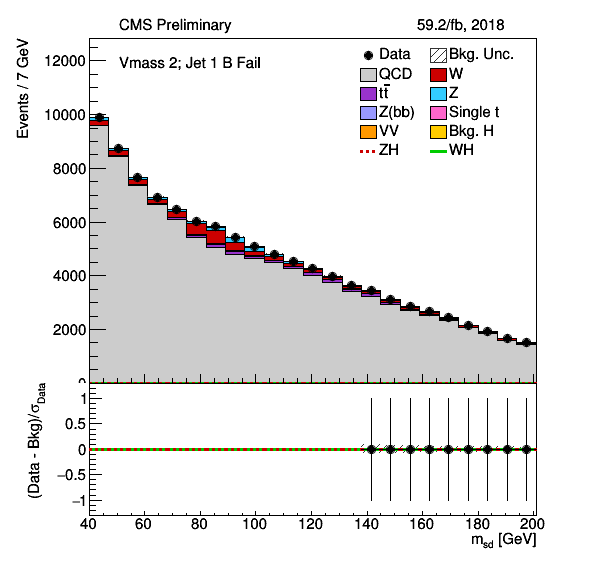 CMS Preliminary 59.2/fb, 2018
Events / 7 GeV
Vmass 2; Jet 1 B Fail
Data Bkg. Unc.
QCD W
tt̅ Z
Z(bb) Single t
VV Bkg. H
ZH WH
12000
10000
8000
6000
4000
2000
0
(Data - Bkg)/σData
1
0.5
0
−0.5
−1
40 60 80 100 120 140 160 180 200
msd [GeV]